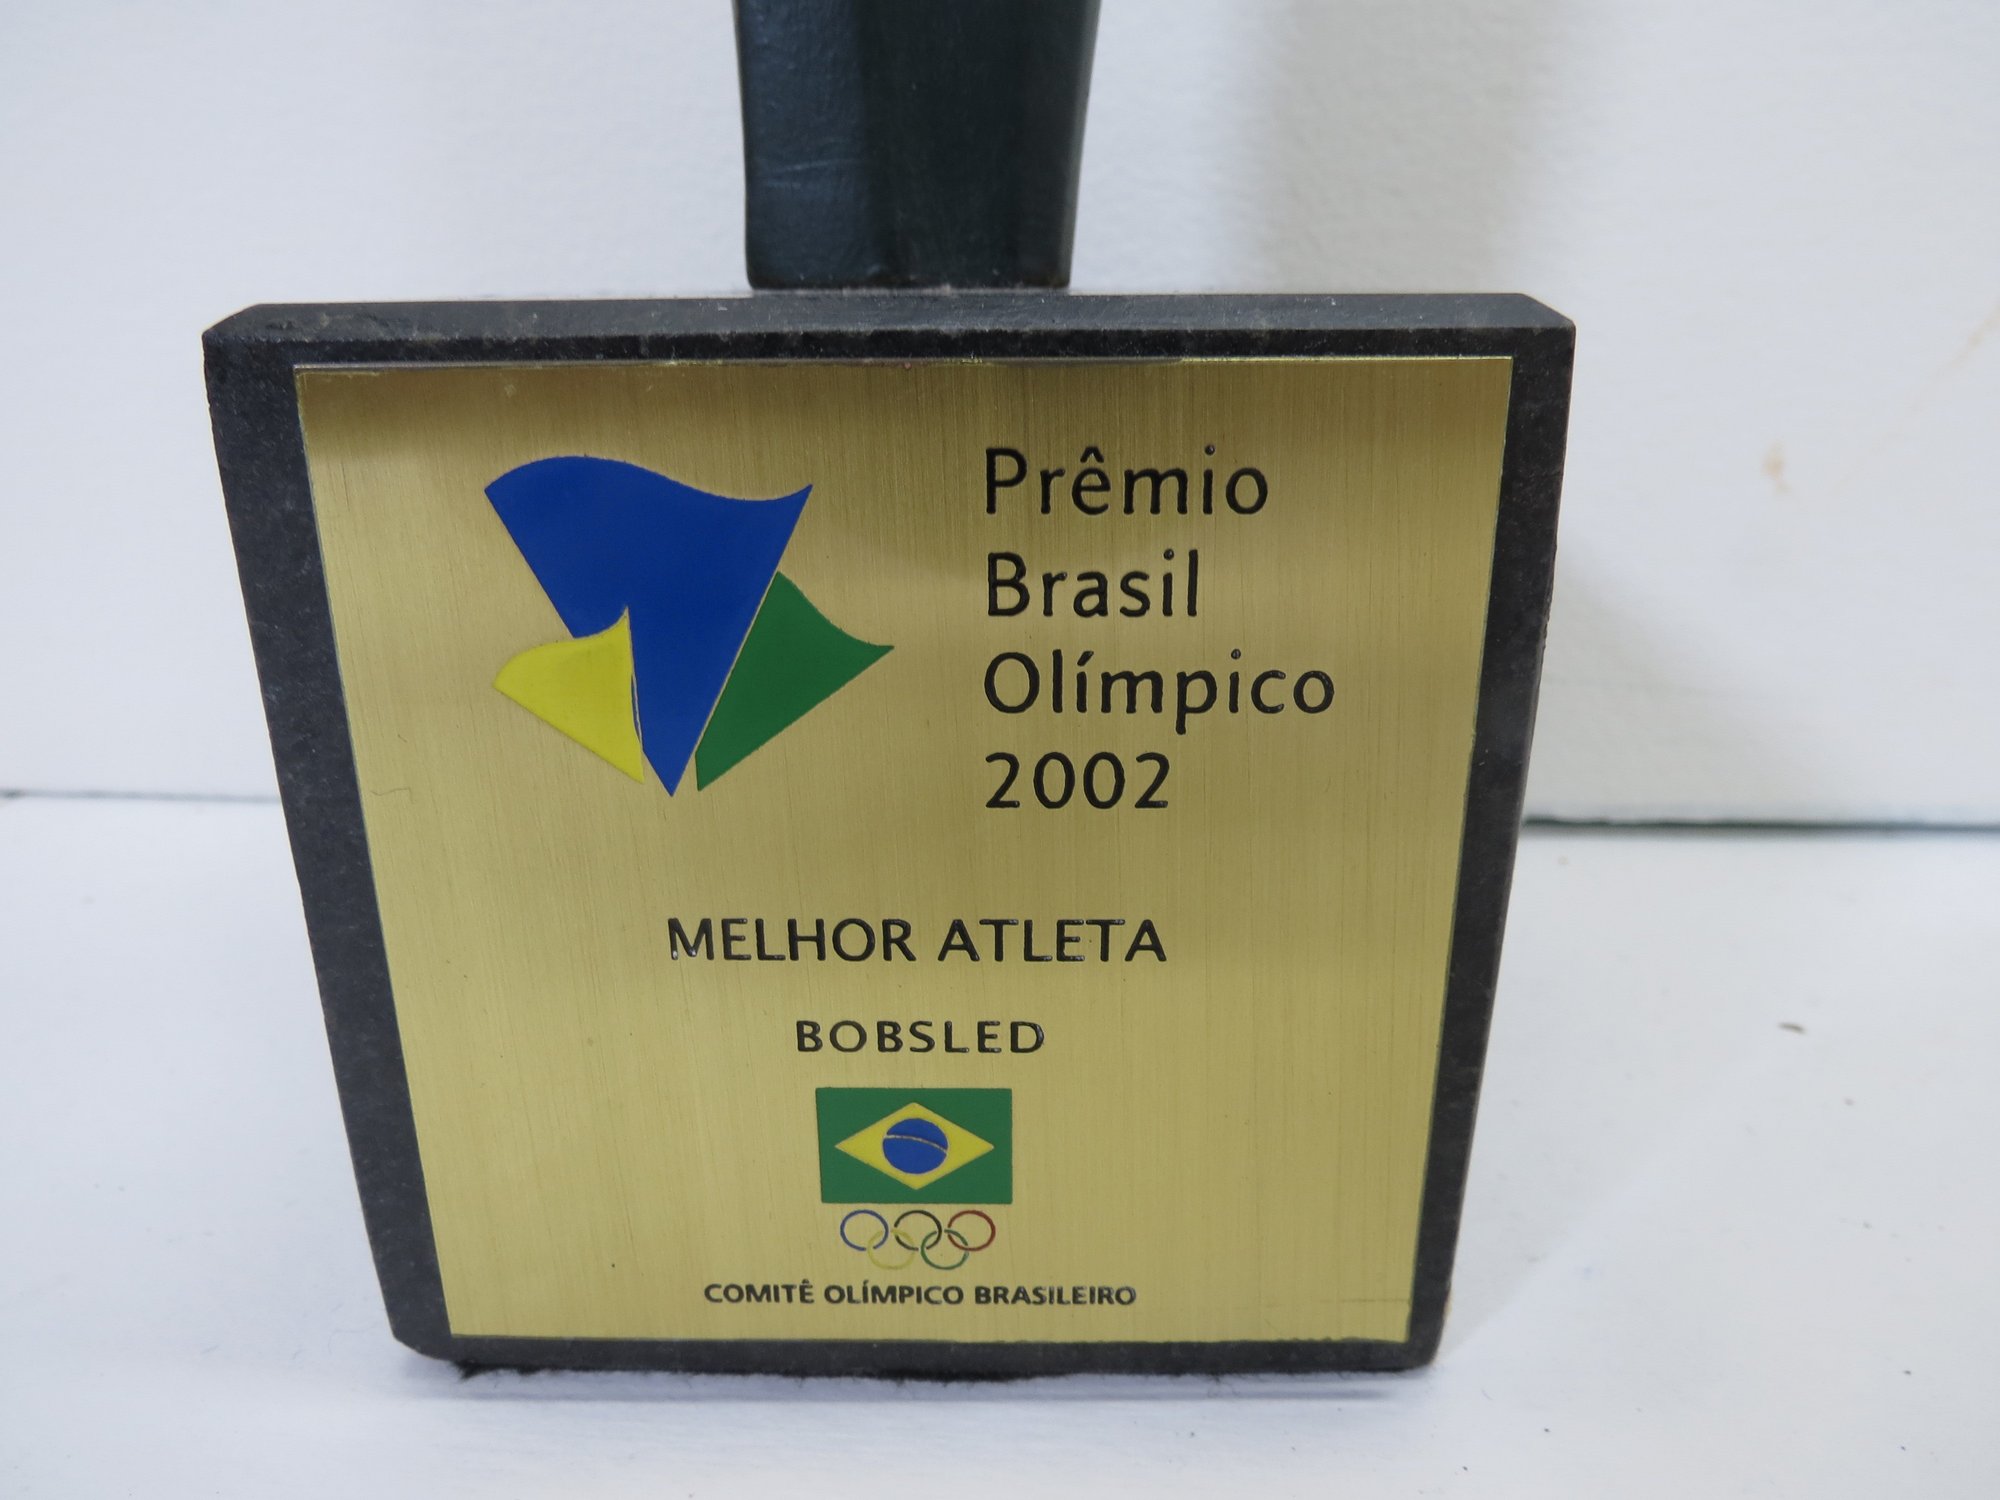 Prêmio
Brasil
Olímpico
2002
MELHOR ATLETA
BOBSLED
COMITÊ OLÍMPICO BRASILEIRO